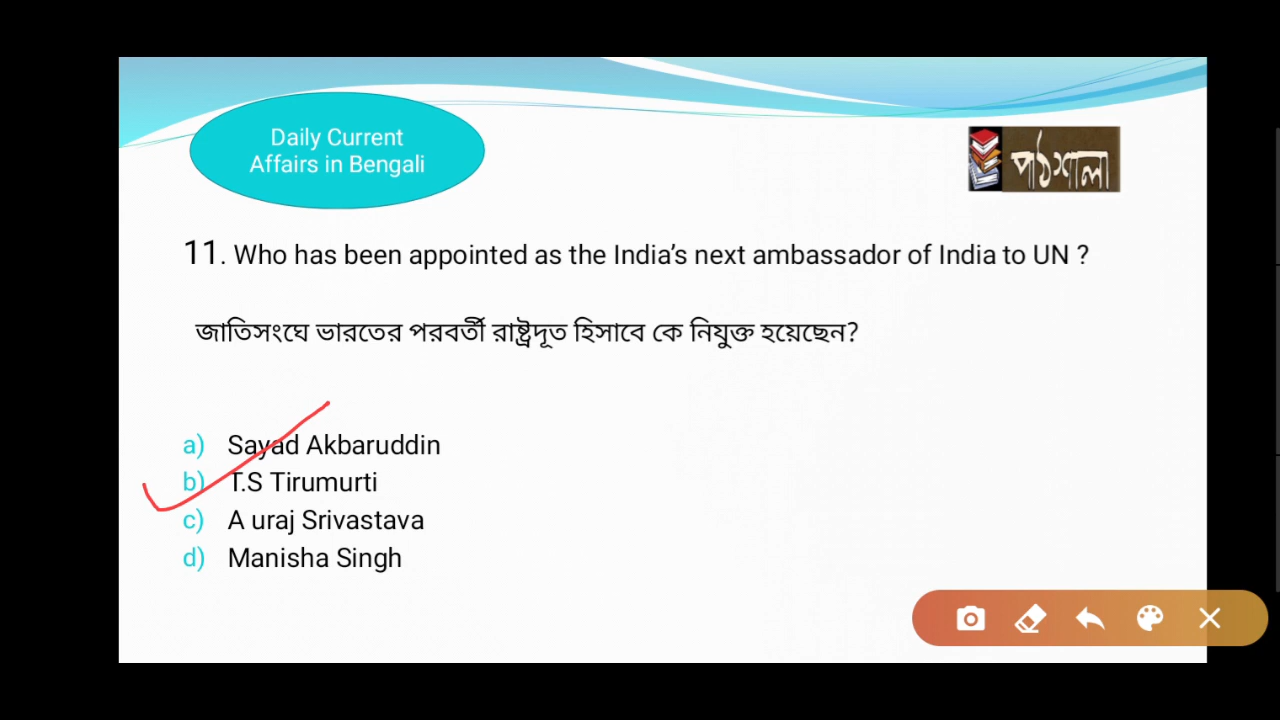 Daily Current
Affairs in Bengali
পাঠশালা
11. Who has been appointed as the India’s next ambassador of India to UN ?
জাতিসংঘে ভারতের পরবর্তী রাষ্ট্রদূত হিসাবে কে নিযুক্ত হয়েছেন?
a) Sayad Akbaruddin
b) T.S Tirumurti
c) A uraj Srivastava
d) Manisha Singh